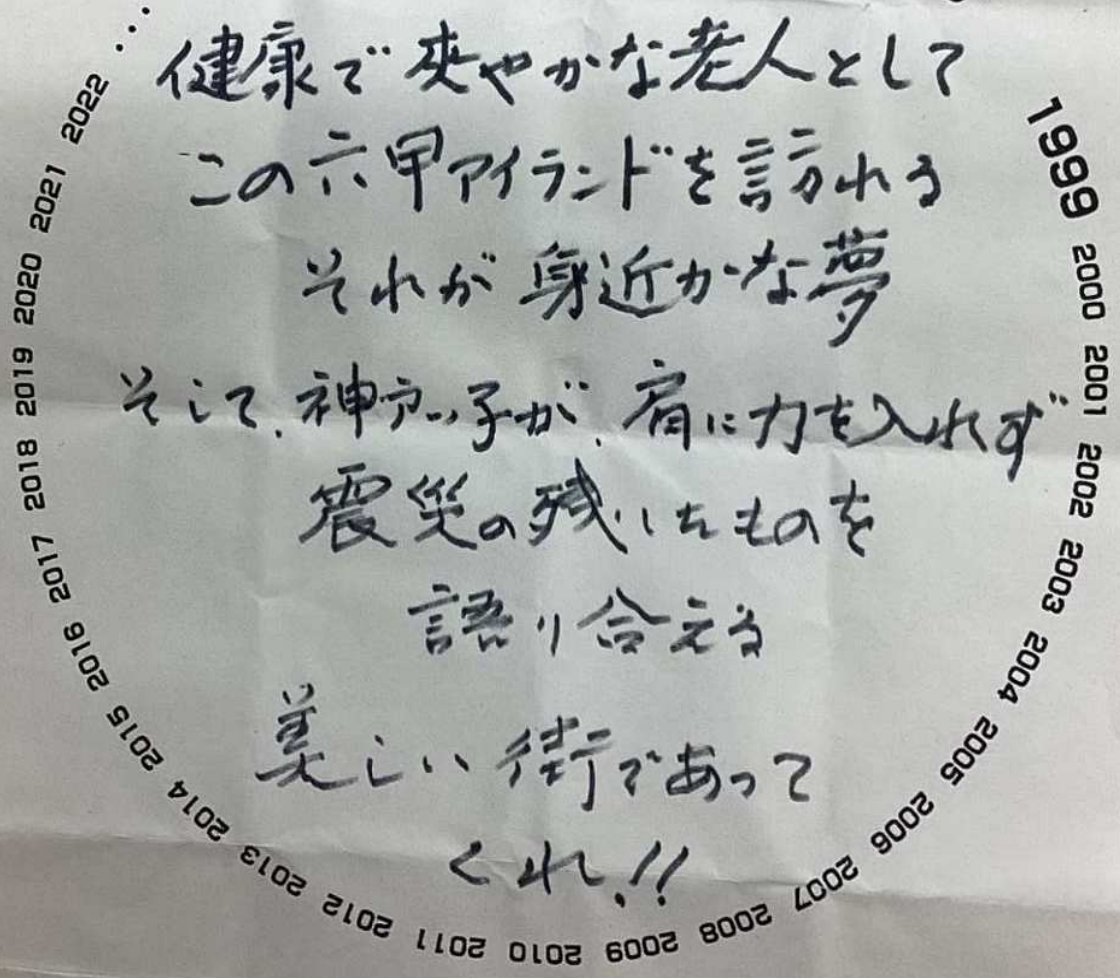 健康で爽やかな老人として
この六甲アイランドを訪れる
それが身近かな夢
そして、神戸っ子が、肩に力を入れず
震災の残したものを
語り合える
美しい街であって
くれ!!
1999 2000 2001 2002 2003 2004 2005 2006 2007 2008 2009 2010 2011 2012 2013 2014 2015 2016 2017 2018 2019 2020 2021 2022 ...